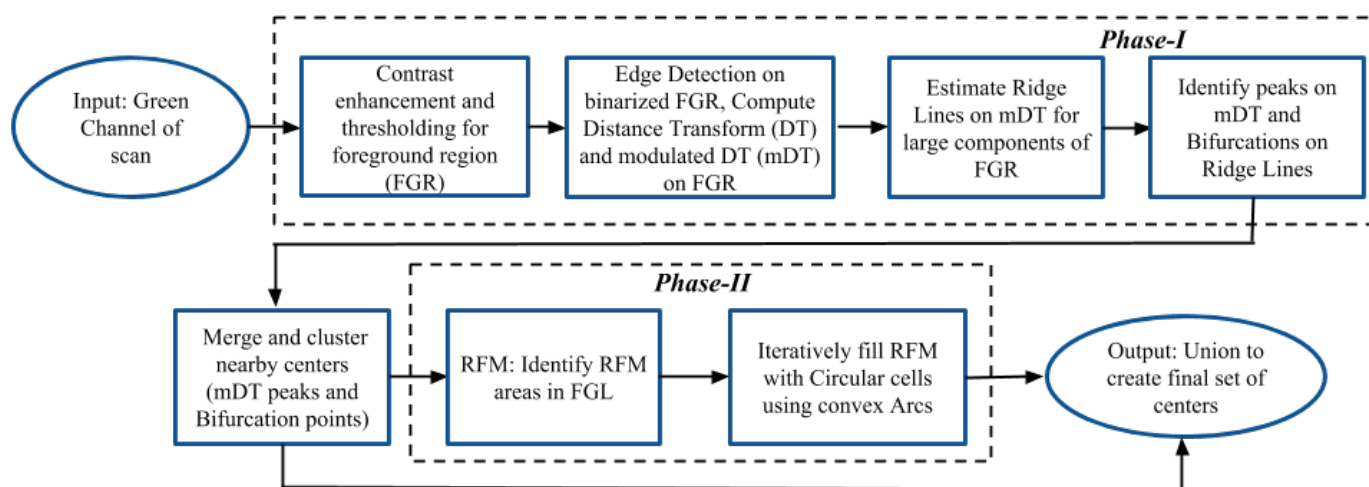 Phase-I
Input: Green
Channel of
scan
Contrast
enhancement and
thresholding for
foreground region
(FGR)
Edge Detection on
binarized FGR, Compute
Distance Transform (DT)
and modulated DT (mDT)
on FGR
Estimate Ridge
Lines on mDT for
large components of
FGR
Identify peaks on
mDT and
Bifurcations on
Ridge Lines
Phase-II
Merge and cluster
nearby centers
(mDT peaks and
Bifurcation points)
RFM: Identify RFM
areas in FGL
Iteratively fill RFM
with Circular cells
using convex Arcs
Output: Union to
create final set of
centers